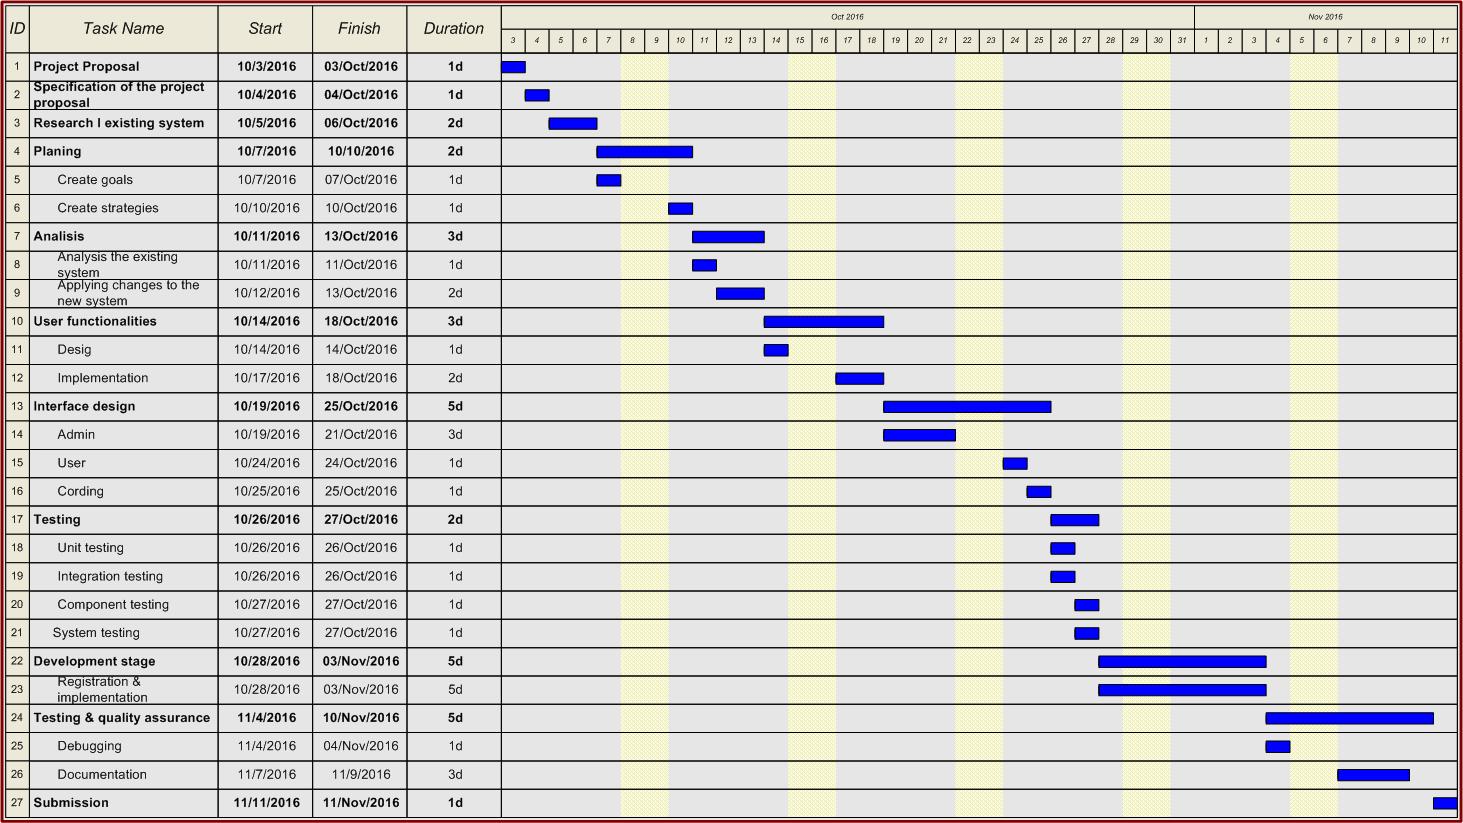 ID Task Name Start Finish Duration Oct 2016 Nov 2016
3 4 5 6 7 8 9 10 11 12 13 14 15 16 17 18 19 20 21 22 23 24 25 26 27 28 29 30 31 1 2 3 4 5 6 7 8 9 10 11
1 Project Proposal 10/3/2016 03/Oct/2016 1d
2 Specification of the project
proposal 10/4/2016 04/Oct/2016 1d
3 Research I existing system 10/5/2016 06/Oct/2016 2d
4 Planing 10/7/2016 10/10/2016 2d
5 Create goals 10/7/2016 07/Oct/2016 1d
6 Create strategies 10/10/2016 10/Oct/2016 1d
7 Analisis 10/11/2016 13/Oct/2016 3d
8 Analysis the existing
system 10/11/2016 11/Oct/2016 1d
9 Applying changes to the
new system 10/12/2016 13/Oct/2016 2d
10 User functionalities 10/14/2016 18/Oct/2016 3d
11 Desig 10/14/2016 14/Oct/2016 1d
12 Implementation 10/17/2016 18/Oct/2016 2d
13 Interface design 10/19/2016 25/Oct/2016 5d
14 Admin 10/19/2016 21/Oct/2016 3d
15 User 10/24/2016 24/Oct/2016 1d
16 Cording 10/25/2016 25/Oct/2016 1d
17 Testing 10/26/2016 27/Oct/2016 2d
18 Unit testing 10/26/2016 26/Oct/2016 1d
19 Integration testing 10/26/2016 26/Oct/2016 1d
20 Component testing 10/27/2016 27/Oct/2016 1d
21 System testing 10/27/2016 27/Oct/2016 1d
22 Development stage 10/28/2016 03/Nov/2016 5d
23 Registration &
implementation 10/28/2016 03/Nov/2016 5d
24 Testing & quality assurance 11/4/2016 10/Nov/2016 5d
25 Debugging 11/4/2016 04/Nov/2016 1d
26 Documentation 11/7/2016 11/9/2016 3d
27 Submission 11/11/2016 11/Nov/2016 1d